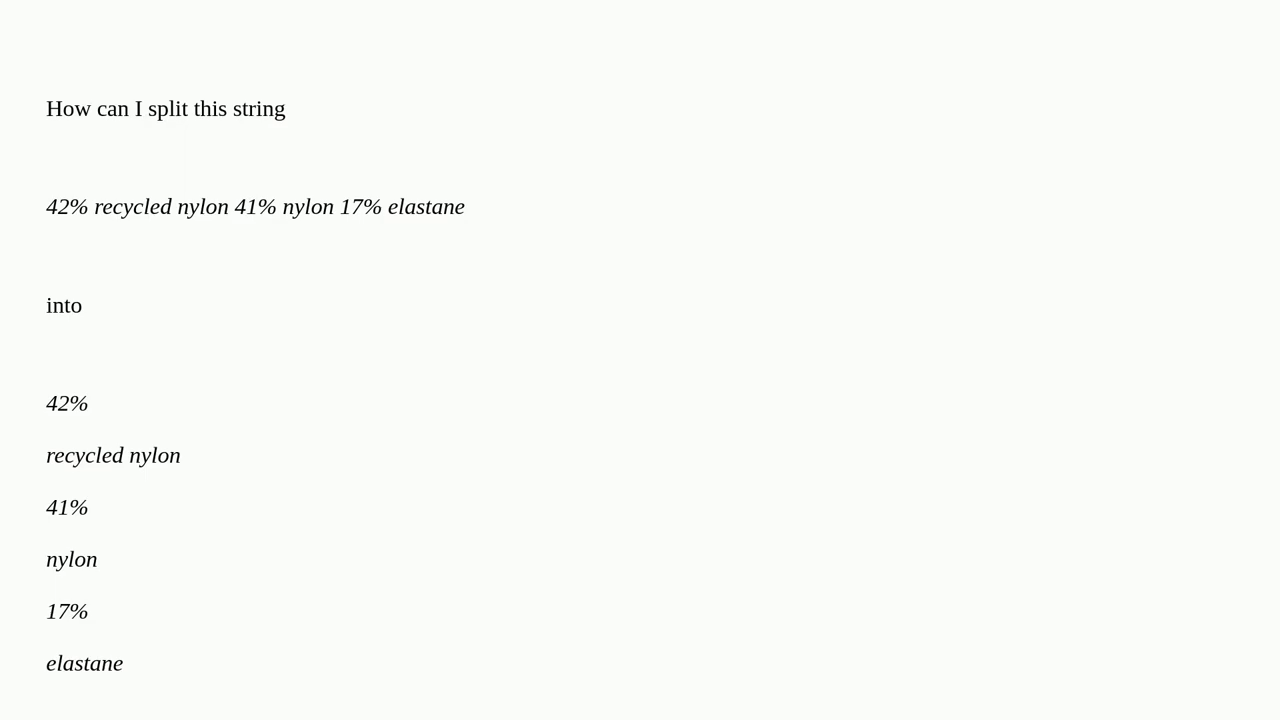 How can I split this string
42% recycled nylon 41% nylon 17% elastane
into
42%
recycled nylon
41%
nylon
17%
elastane